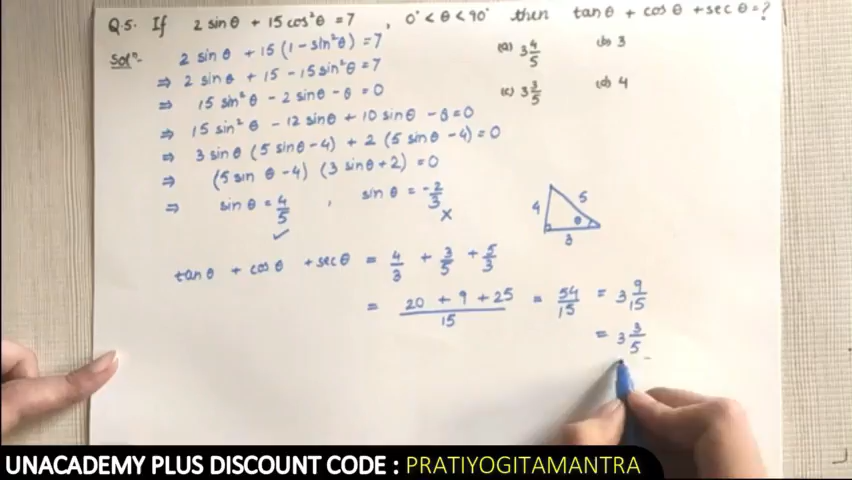 Q.5. If 2 sinθ + 15 cos²θ = 7 , 0° < θ < 90° then tanθ + cosθ + secθ = ?
Solⁿ. 2 sinθ + 15 (1 - sin²θ) = 7
(a) 3 4/5 (b) 3
⇒ 2 sinθ + 15 - 15 sin²θ = 7
⇒ 15 sin²θ - 2 sinθ - 8 = 0
(c) 3 3/5 (d) 4
⇒ 15 sin²θ - 12 sinθ + 10 sinθ - 8 = 0
⇒ 3 sinθ (5 sinθ - 4) + 2 (5 sinθ - 4) = 0
⇒ (5 sinθ - 4) (3 sinθ + 2) = 0
⇒ sinθ = 4/5 , sinθ = -2/3
✓ x
4 5 θ 3
tanθ + cosθ + secθ = 4/3 + 3/5 + 5/3
= 20 + 9 + 25 / 15 = 54/15 = 3 9/15
= 3 3/5
UNACADEMY PLUS DISCOUNT CODE : PRATIYOGITAMANTRA